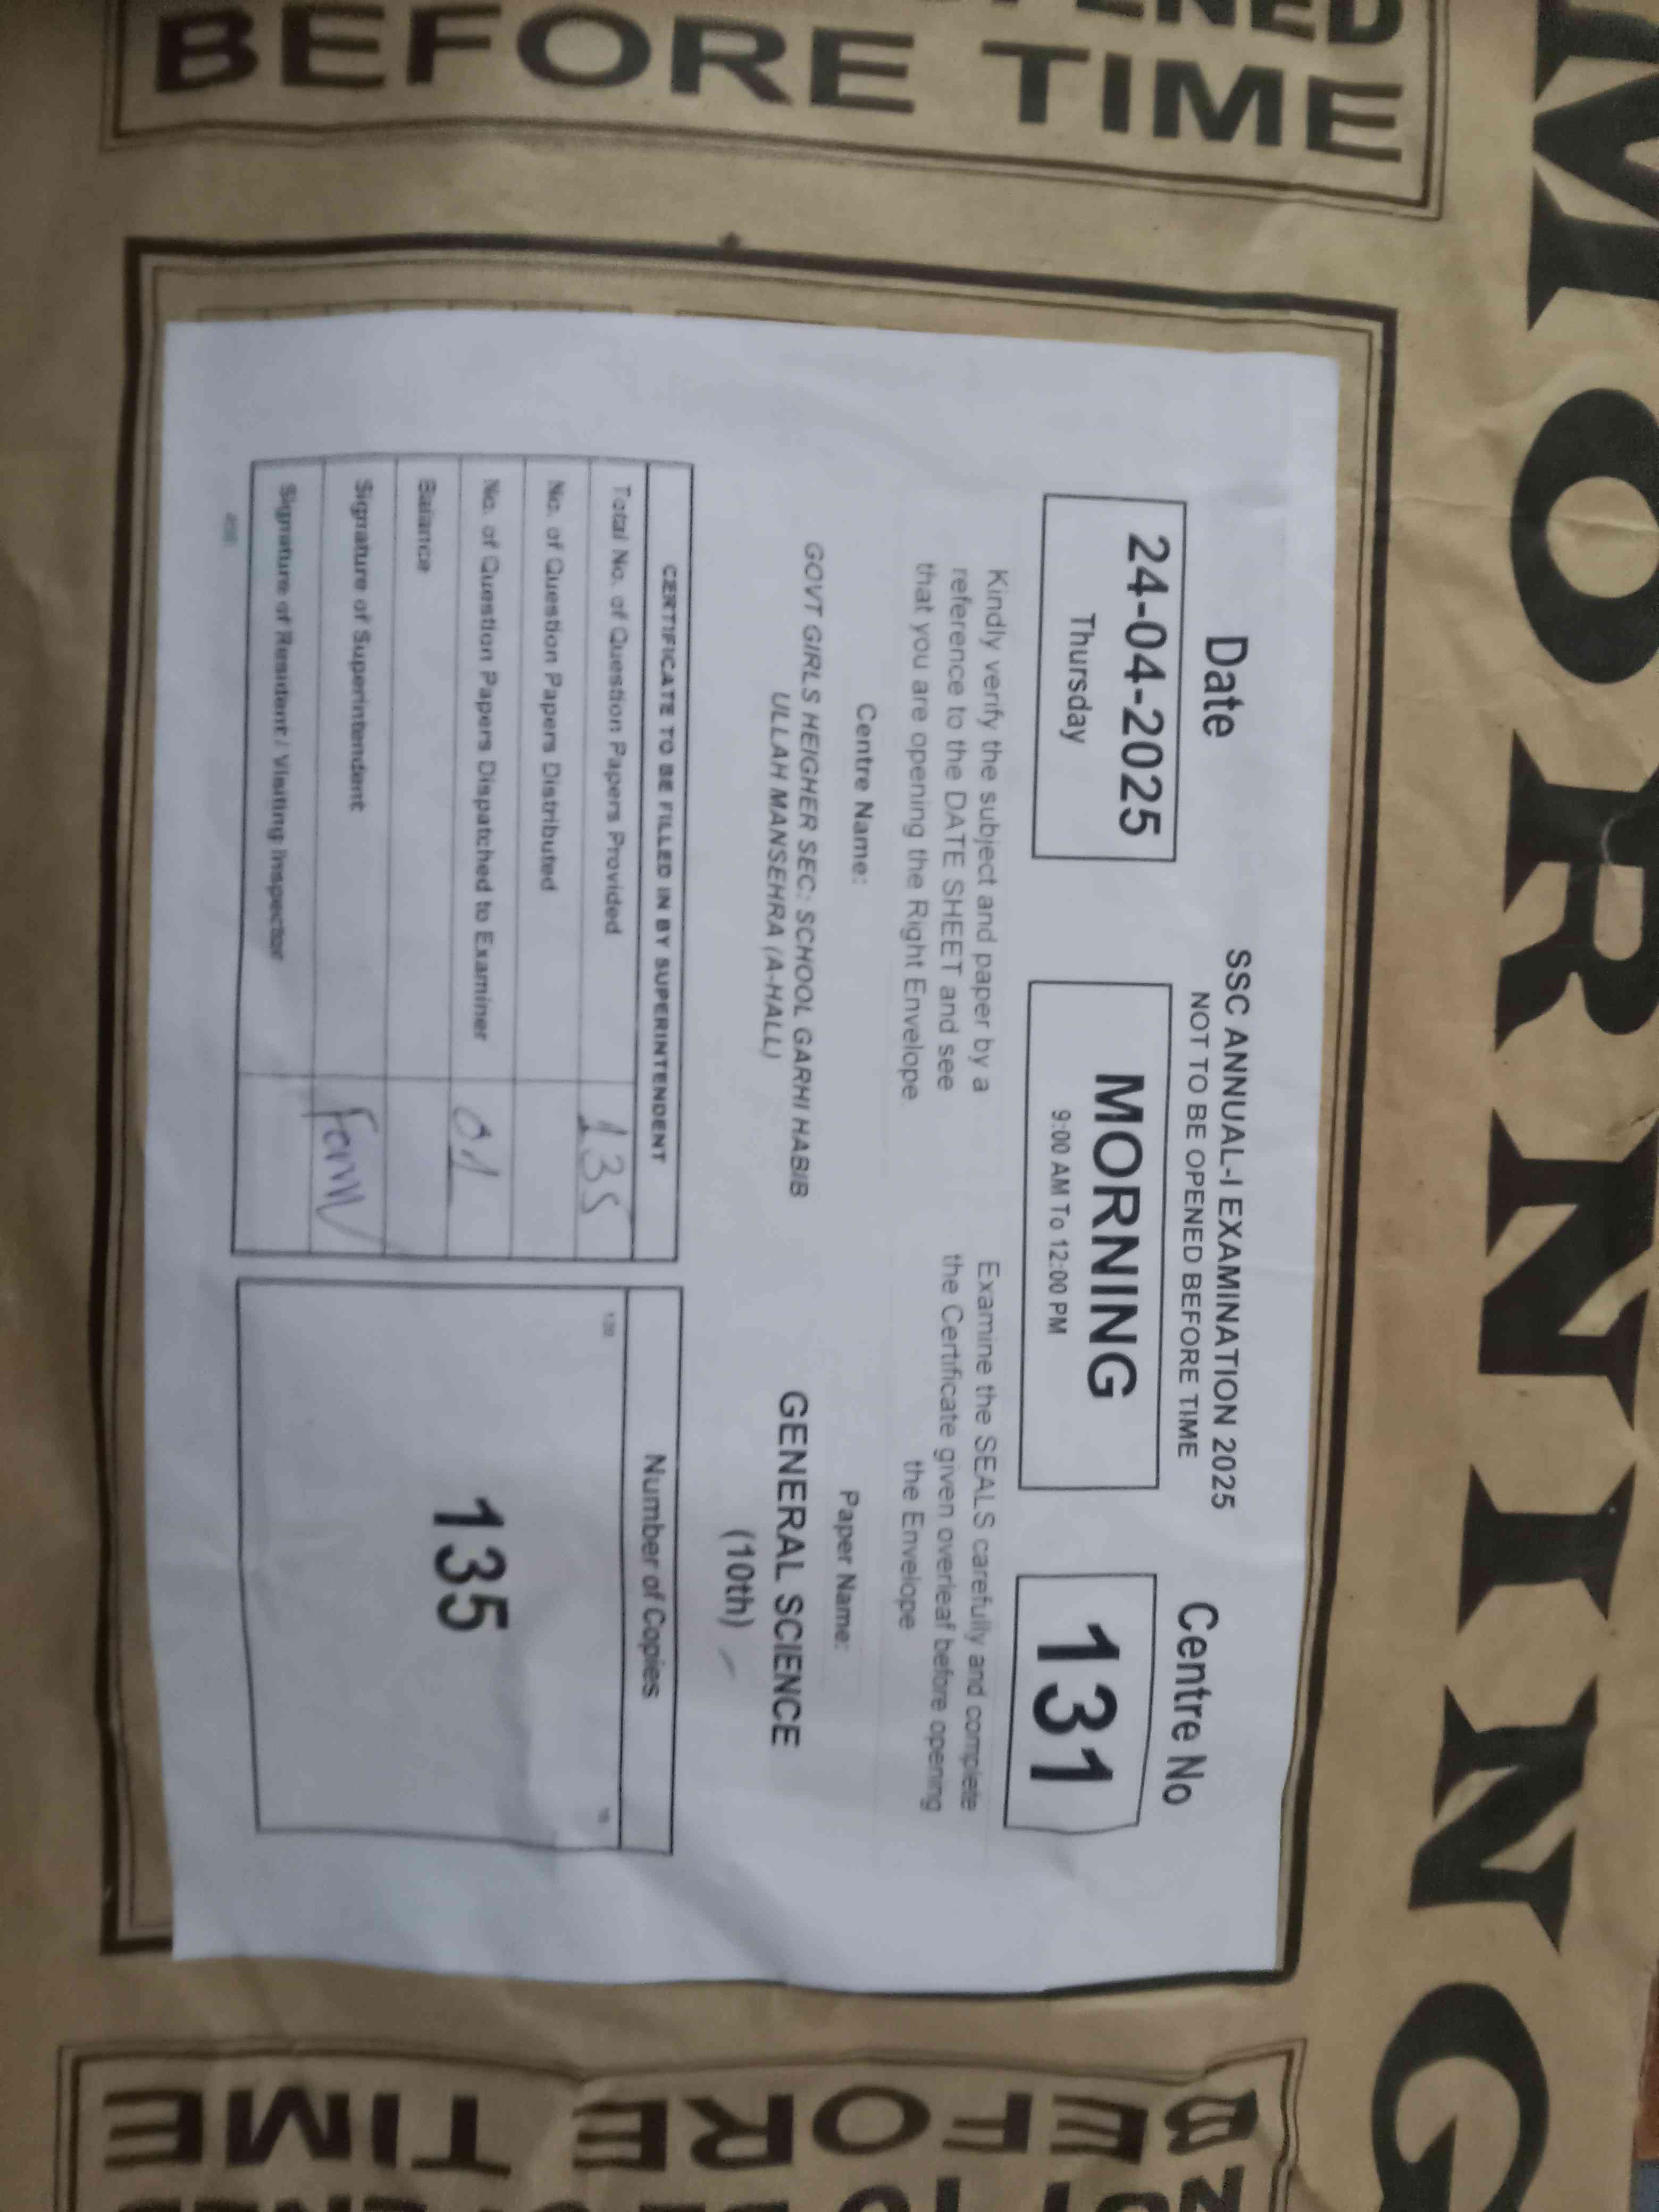 MORNING
BEFORE TIME
Date
24-04-2025
Thursday
SSC ANNUAL-I EXAMINATION 2025
NOT TO BE OPENED BEFORE TIME
MORNING
9:00 AM To 12:00 PM
Centre No
131
Kindly verify the subject and paper by a
reference to the DATE SHEET and see
that you are opening the Right Envelope.
Examine the SEALS carefully and complete
the Certificate given overleaf before opening
the Envelope
Centre Name:
GOVT GIRLS HEIGHER SEC: SCHOOL GARHI HABIB
ULLAH MANSEHRA (A-HALL)
Paper Name:
GENERAL SCIENCE
(10th)
CERTIFICATE TO BE FILLED IN BY SUPERINTENDENT
Total No. of Question Papers Provided 135
No. of Question Papers Distributed
No. of Question Papers Dispatched to Examiner 01
Balance
Signature of Superintendent
Signature of Resident / Visiting Inspector
Number of Copies
135
BEFORE
TIME